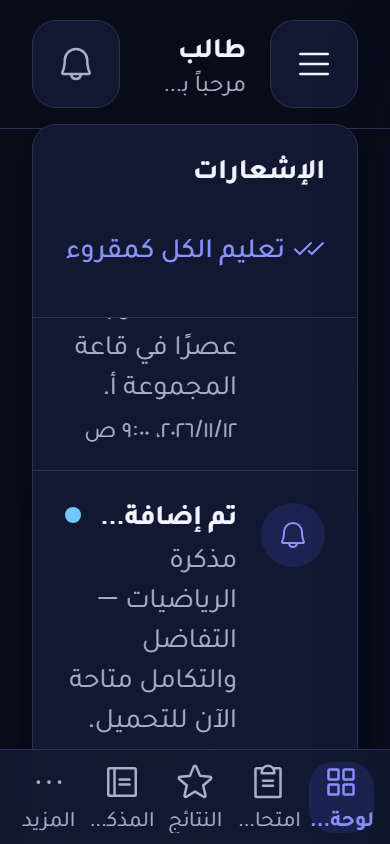 طالب
مرحباً بـ...
الإشعارات
تعليم الكل كمقروء
عصرًا في قاعة
المجموعة أ.
١٢‏/١١‏/٢٠٢٦، ٩:٠٠ ص
تم إضافة...
مذكرة
الرياضيات —
التفاضل
والتكامل متاحة
الآن للتحميل.
لوحة...
امتحا...
النتائج
المذك...
المزيد